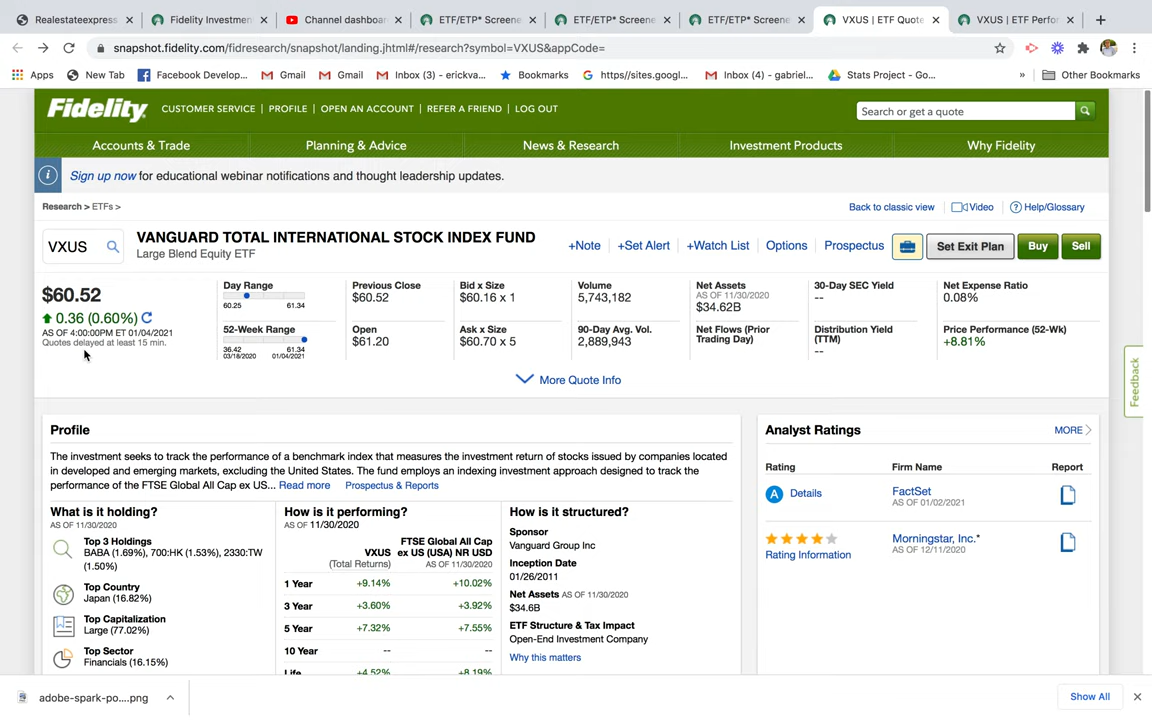 Realestateexpress
Fidelity Investmen
Channel dashboar
ETF/ETP* Screene
ETF/ETP* Screene
ETF/ETP* Screene
VXUS | ETF Quote
VXUS | ETF Perfor
snapshot.fidelity.com/fidresearch/snapshot/landing.jhtml#/research?symbol=VXUS&appCode=
Apps
New Tab
Facebook Develop...
Gmail
Gmail
Inbox (3) - erickva...
Bookmarks
https//sites.googl...
Inbox (4) - gabriel...
Stats Project - Go...
»
Other Bookmarks
Fidelity
CUSTOMER SERVICE | PROFILE | OPEN AN ACCOUNT | REFER A FRIEND | LOG OUT
Search or get a quote
Accounts & Trade
Planning & Advice
News & Research
Investment Products
Why Fidelity
Sign up now for educational webinar notifications and thought leadership updates.
Research > ETFs >
Back to classic view
Video
Help/Glossary
VXUS
VANGUARD TOTAL INTERNATIONAL STOCK INDEX FUND
Large Blend Equity ETF
+Note
+Set Alert
+Watch List
Options
Prospectus
Set Exit Plan
Buy
Sell
$60.52
0.36 (0.60%)
AS OF 4:00:00PM ET 01/04/2021
Quotes delayed at least 15 min.
Day Range
60.25 61.34
52-Week Range
36.42 61.34
03/18/2020 01/04/2021
Previous Close
$60.52
Open
$61.20
Bid x Size
$60.16 x 1
Ask x Size
$60.70 x 5
Volume
5,743,182
90-Day Avg. Vol.
2,889,943
Net Assets
AS OF 11/30/2020
$34.62B
Net Flows (Prior
Trading Day)
30-Day SEC Yield
--
Distribution Yield
(TTM)
--
Net Expense Ratio
0.08%
Price Performance (52-Wk)
+8.81%
More Quote Info
Feedback
Profile
The investment seeks to track the performance of a benchmark index that measures the investment return of stocks issued by companies located
in developed and emerging markets, excluding the United States. The fund employs an indexing investment approach designed to track the
performance of the FTSE Global All Cap ex US... Read more Prospectus & Reports
What is it holding?
AS OF 11/30/2020
Top 3 Holdings
BABA (1.69%), 700:HK (1.53%), 2330:TW
(1.50%)
Top Country
Japan (16.82%)
Top Capitalization
Large (77.02%)
Top Sector
Financials (16.15%)
How is it performing?
AS OF 11/30/2020
FTSE Global All Cap
VXUS ex US (USA) NR USD
(Total Returns) AS OF 11/30/2020
1 Year +9.14% +10.02%
3 Year +3.60% +3.92%
5 Year +7.32% +7.55%
10 Year -- --
Life +4.52% +8.19%
How is it structured?
Sponsor
Vanguard Group Inc
Inception Date
01/26/2011
Net Assets AS OF 11/30/2020
$34.6B
ETF Structure & Tax Impact
Open-End Investment Company
Why this matters
Analyst Ratings
MORE
Rating Firm Name Report
A Details
FactSet
AS OF 01/02/2021
Rating Information
Morningstar, Inc.*
AS OF 12/11/2020
adobe-spark-po....png
Show All